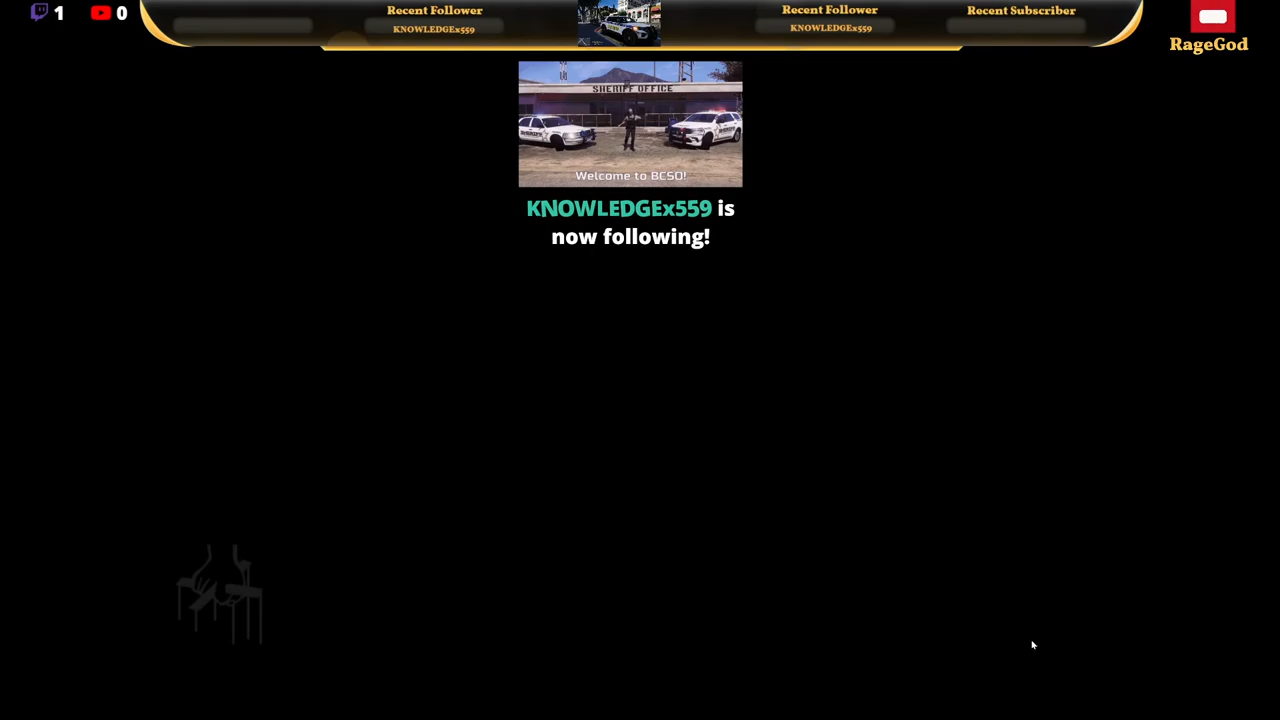 1
0
Recent Follower
KNOWLEDGEx559
Recent Follower
KNOWLEDGEx559
Recent Subscriber
RageGod
SHERIFF OFFICE
Welcome to BCSO!
KNOWLEDGEx559 is
now following!